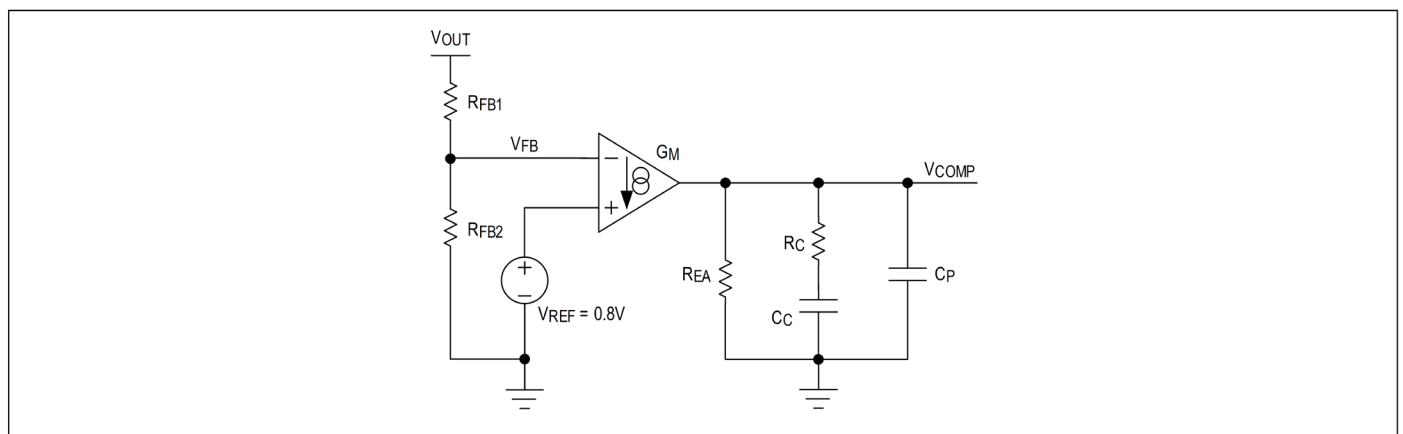 VOUT
RFB1
VFB
−
GM
+
VCOMP
RFB2
RC
REA
CP
+
−
VREF = 0.8V
CC